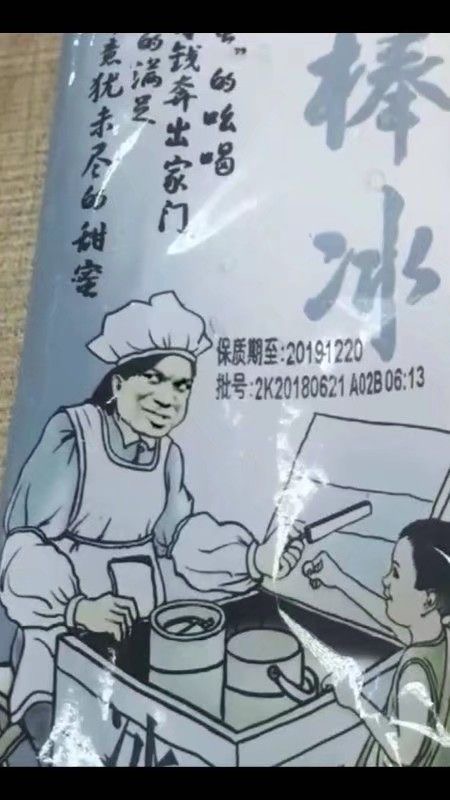 棒冰
”的吆喝
钱奔出家门
的满足
意犹未尽的甜蜜
保质期至:20191220
批号:2K20180621 A02B 06:13
冰